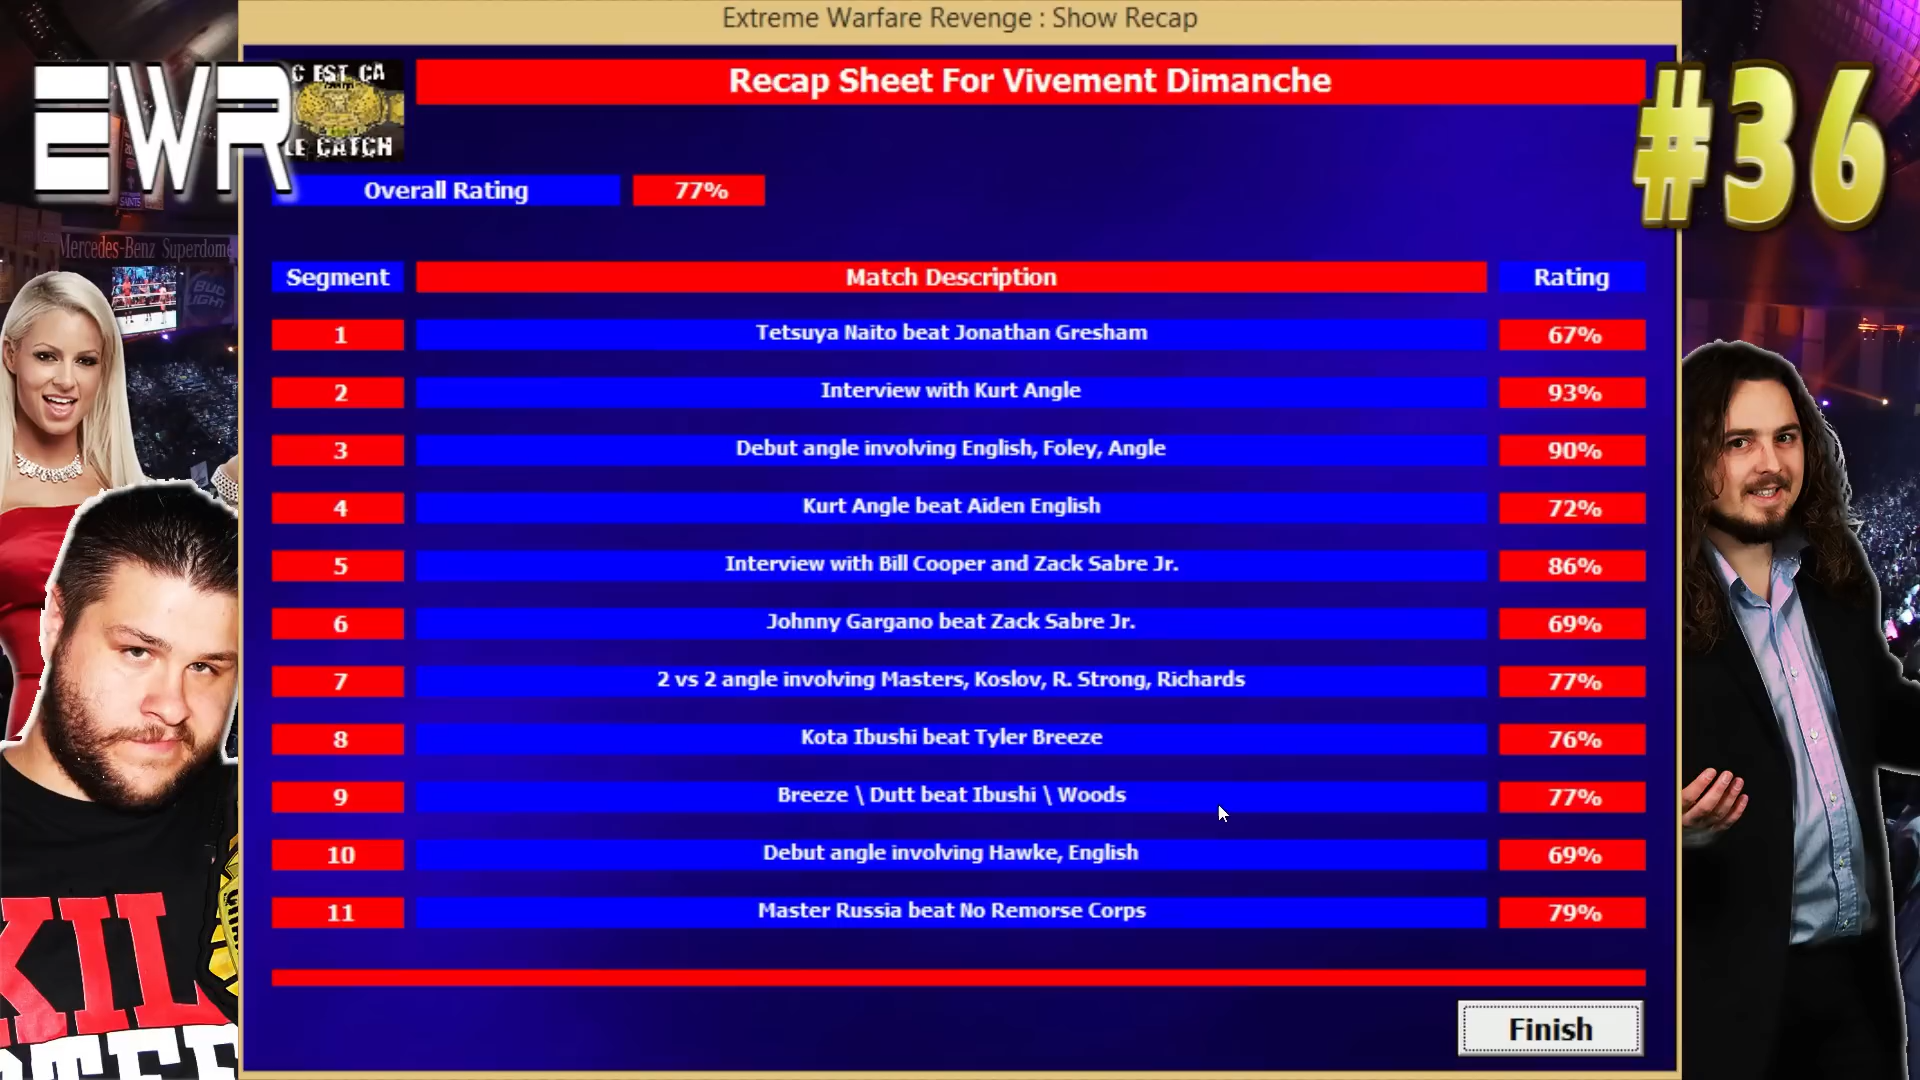 Extreme Warfare Revenge : Show Recap
EWR
C EST CA
LE CATCH
Recap Sheet For Vivement Dimanche
#36
Overall Rating 77%
Mercedes-Benz Superdome
BUD LIGHT
SAINTS
Segment Match Description Rating
1 Tetsuya Naito beat Jonathan Gresham 67%
2 Interview with Kurt Angle 93%
3 Debut angle involving English, Foley, Angle 90%
4 Kurt Angle beat Aiden English 72%
5 Interview with Bill Cooper and Zack Sabre Jr. 86%
6 Johnny Gargano beat Zack Sabre Jr. 69%
7 2 vs 2 angle involving Masters, Koslov, R. Strong, Richards 77%
8 Kota Ibushi beat Tyler Breeze 76%
9 Breeze \ Dutt beat Ibushi \ Woods 77%
10 Debut angle involving Hawke, English 69%
11 Master Russia beat No Remorse Corps 79%
KIL
Finish